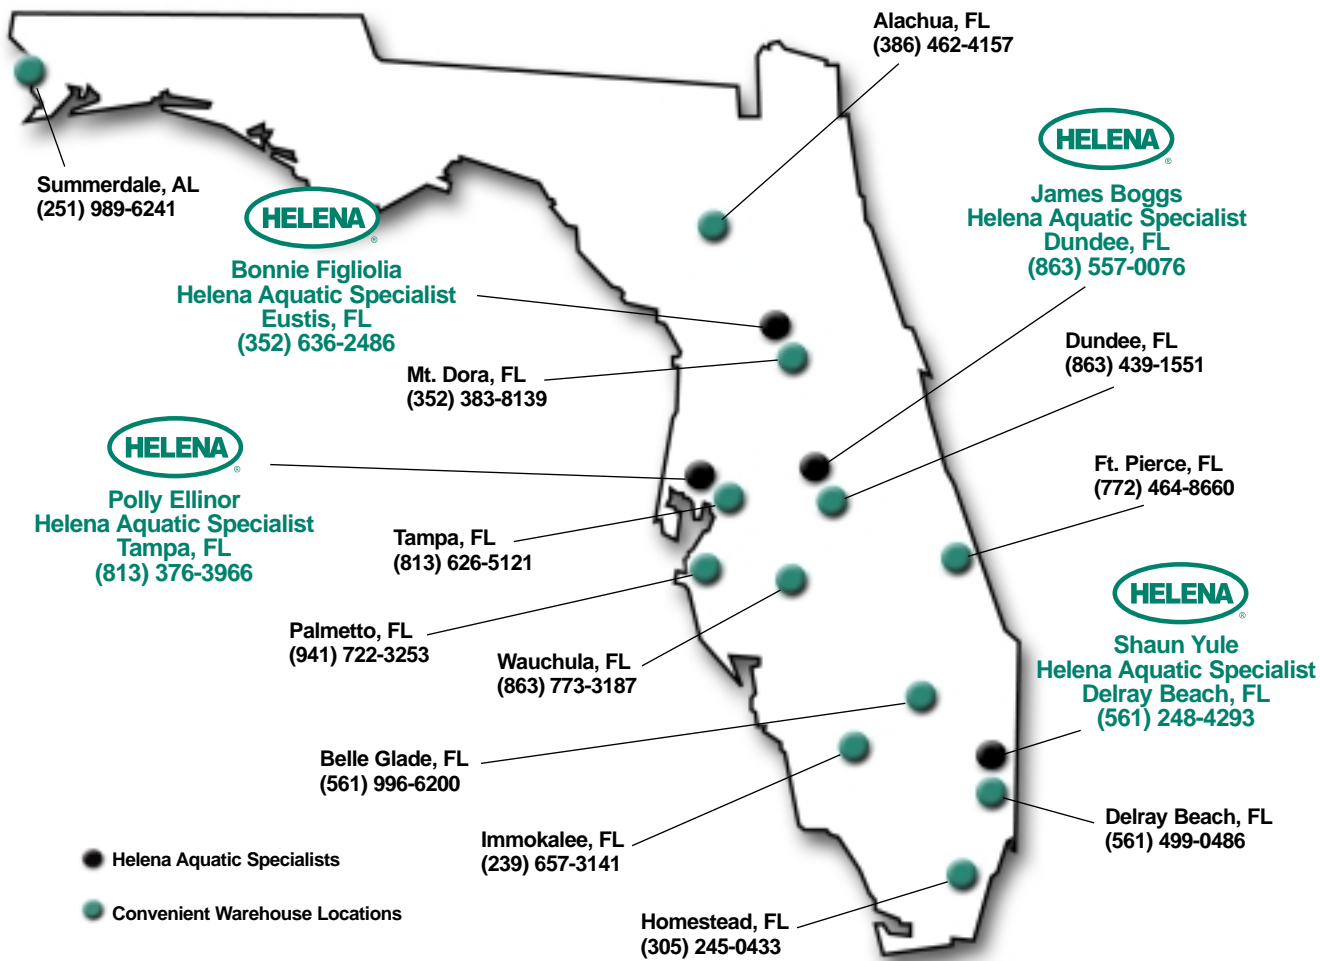 Alachua, FL
(386) 462-4157
Summerdale, AL
(251) 989-6241
HELENA
®
Bonnie Figliolia
Helena Aquatic Specialist
Eustis, FL
(352) 636-2486
HELENA
®
James Boggs
Helena Aquatic Specialist
Dundee, FL
(863) 557-0076
Mt. Dora, FL
(352) 383-8139
Dundee, FL
(863) 439-1551
HELENA
®
Polly Ellinor
Helena Aquatic Specialist
Tampa, FL
(813) 376-3966
Tampa, FL
(813) 626-5121
Ft. Pierce, FL
(772) 464-8660
Palmetto, FL
(941) 722-3253
Wauchula, FL
(863) 773-3187
HELENA
®
Shaun Yule
Helena Aquatic Specialist
Delray Beach, FL
(561) 248-4293
Belle Glade, FL
(561) 996-6200
Immokalee, FL
(239) 657-3141
Delray Beach, FL
(561) 499-0486
Homestead, FL
(305) 245-0433
Helena Aquatic Specialists
Convenient Warehouse Locations